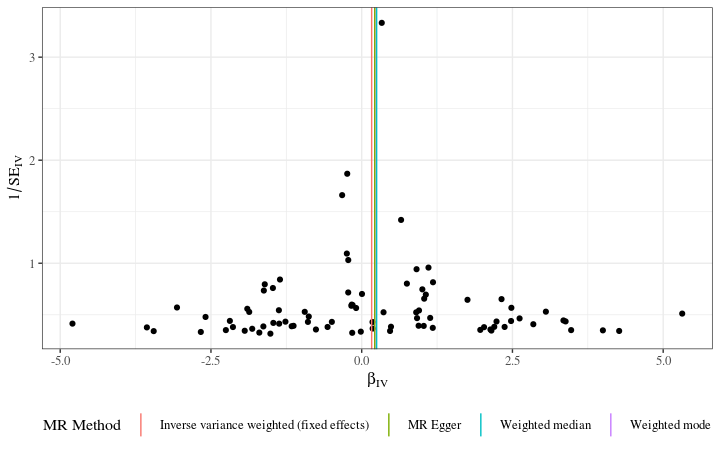 3
2
1
1/SE_IV
-5.0 -2.5 0.0 2.5 5.0
β_IV
MR Method Inverse variance weighted (fixed effects) MR Egger Weighted median Weighted mode